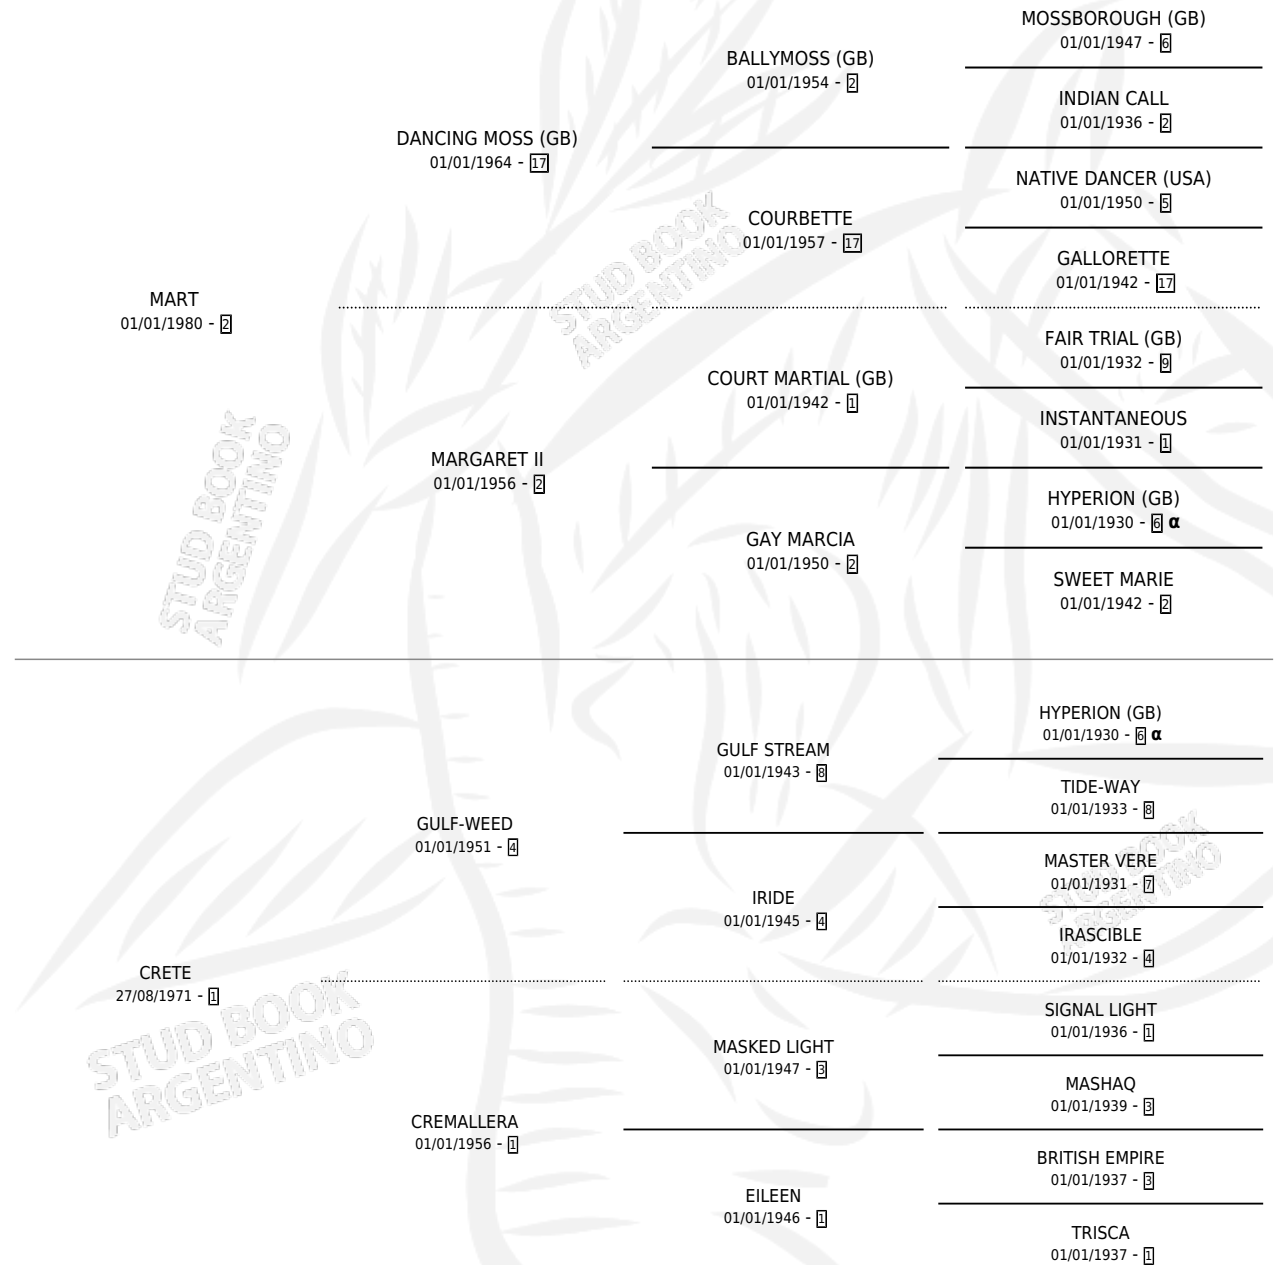 MOSSBOROUGH (GB)
01/01/1947 - 6
BALLYMOSS (GB)
01/01/1954 - 2
INDIAN CALL
01/01/1936 - 2
DANCING MOSS (GB)
01/01/1964 - 17
NATIVE DANCER (USA)
01/01/1950 - 5
COURBETTE
01/01/1957 - 17
GALLORETTE
01/01/1942 - 17
STUD BOOK
ARGENTINO
MART
01/01/1980 - 2
FAIR TRIAL (GB)
01/01/1932 - 9
COURT MARTIAL (GB)
01/01/1942 - 1
INSTANTANEOUS
01/01/1931 - 1
MARGARET II
01/01/1956 - 2
HYPERION (GB)
01/01/1930 - 6 α
GAY MARCIA
01/01/1950 - 2
SWEET MARIE
01/01/1942 - 2
STUD BOOK
ARGENTINO
HYPERION (GB)
01/01/1930 - 6 α
GULF STREAM
01/01/1943 - 8
TIDE-WAY
01/01/1933 - 8
GULF-WEED
01/01/1951 - 4
MASTER VERE
01/01/1931 - 7
IRIDE
01/01/1945 - 4
IRASCIBLE
01/01/1932 - 4
STUD BOOK
ARGENTINO
CRETE
27/08/1971 - 1
SIGNAL LIGHT
01/01/1936 - 1
MASKED LIGHT
01/01/1947 - 3
MASHAQ
01/01/1939 - 3
CREMALLERA
01/01/1956 - 1
BRITISH EMPIRE
01/01/1937 - 3
EILEEN
01/01/1946 - 1
TRISCA
01/01/1937 - 1
STUD BOOK
ARGENTINO